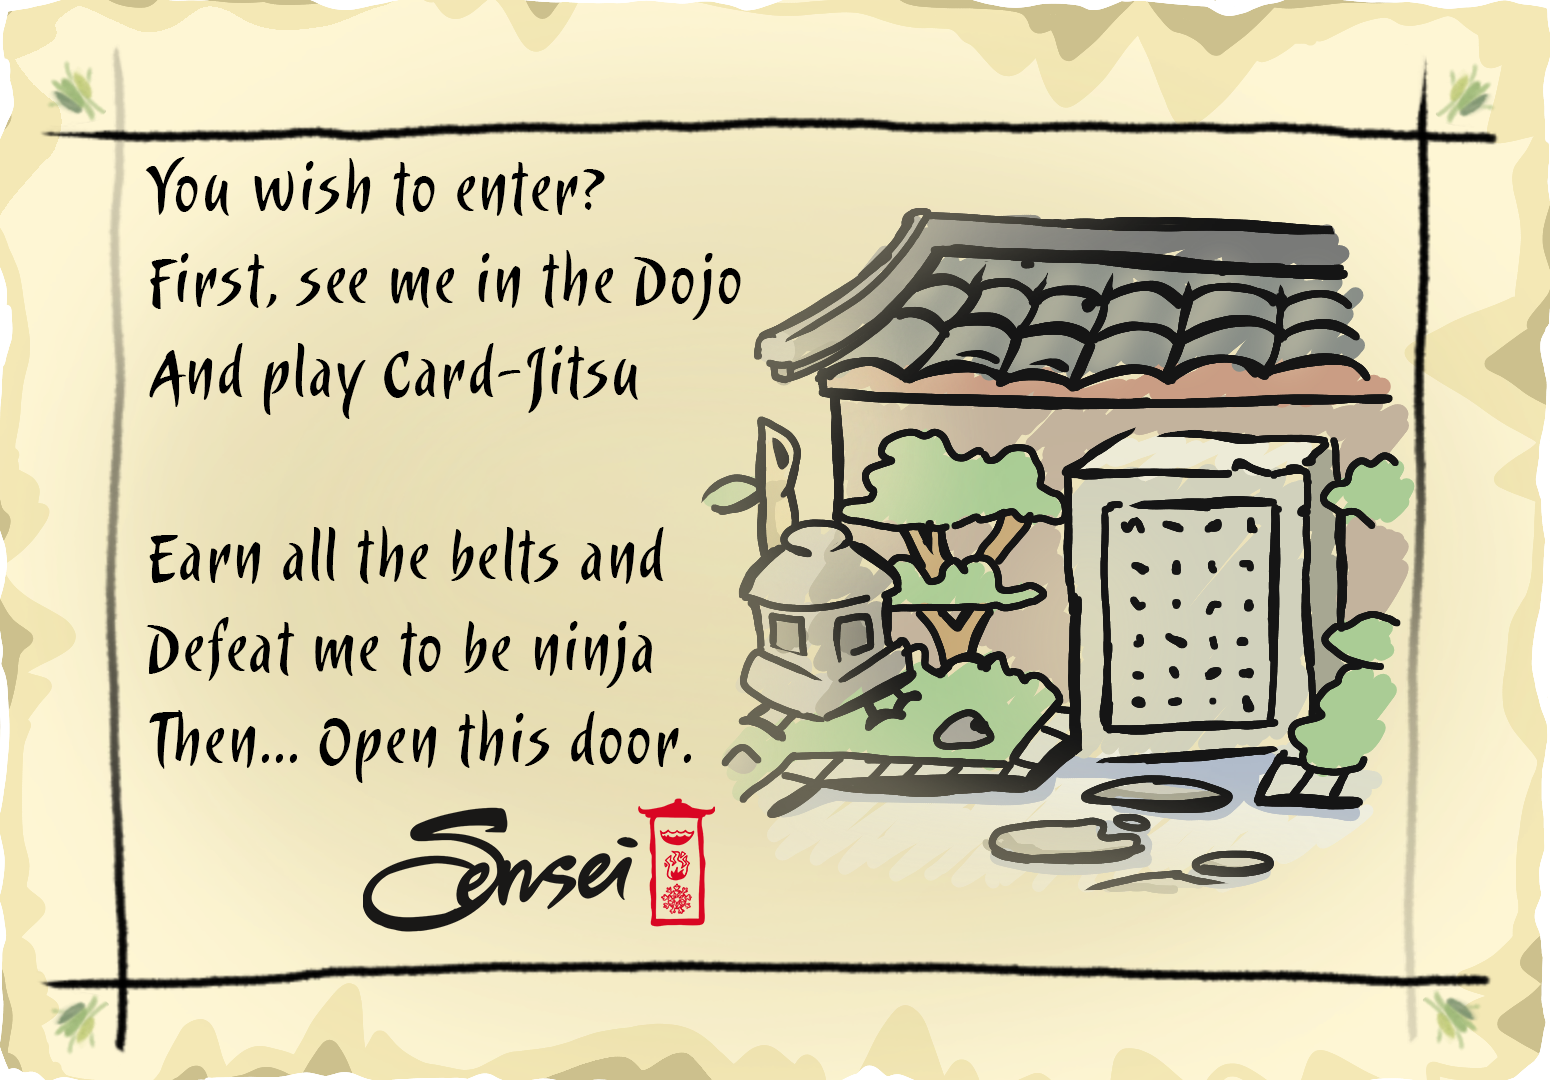 You wish to enter?
First, see me in the Dojo
And play Card-Jitsu
Earn all the belts and
Defeat me to be ninja
Then... Open this door.
Sensei